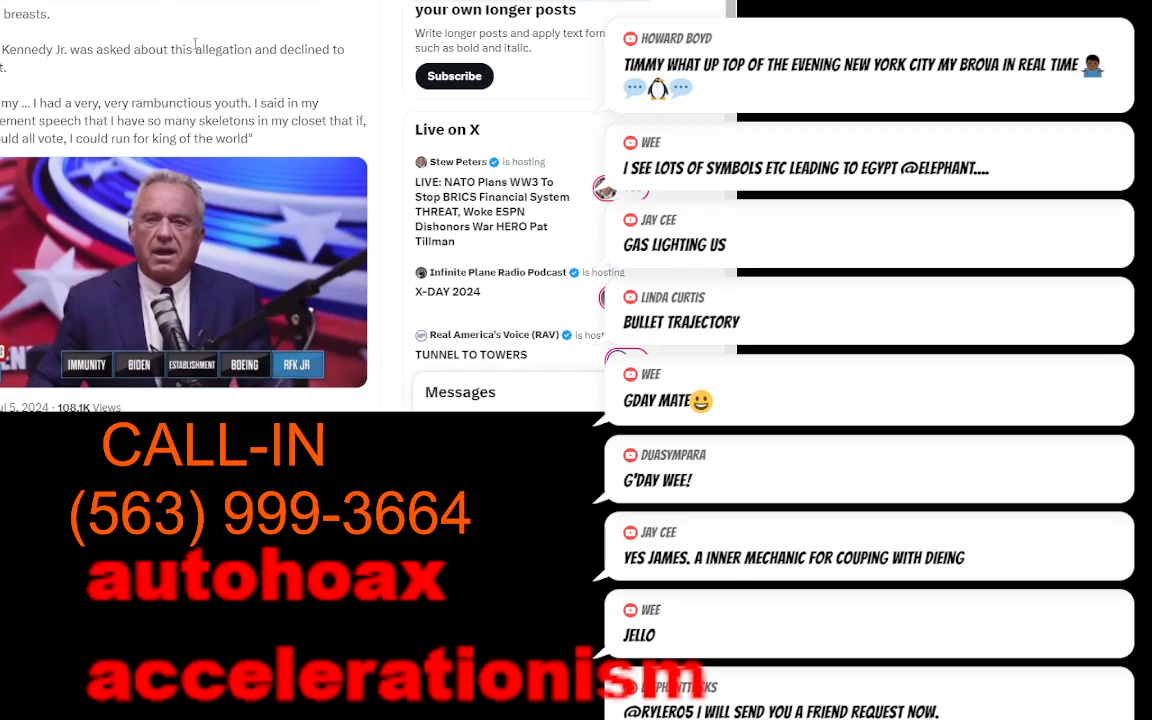 breasts.
Kennedy Jr. was asked about this allegation and declined to
t.
my ... I had a very, very rambunctious youth. I said in my
ement speech that I have so many skeletons in my closet that if,
uld all vote, I could run for king of the world"
IMMUNITY
BIDEN
ESTABLISHMENT
BOEING
RFK JR
ul 5, 2024 · 108.1K Views
your own longer posts
Write longer posts and apply text form
such as bold and italic.
Subscribe
Live on X
Stew Peters is hosting
LIVE: NATO Plans WW3 To
Stop BRICS Financial System
THREAT, Woke ESPN
Dishonors War HERO Pat
Tillman
Infinite Plane Radio Podcast is hosting
X-DAY 2024
Real America's Voice (RAV) is host
TUNNEL TO TOWERS
Messages
CALL-IN
(563) 999-3664
autohoax
accelerationism
HOWARD BOYD
TIMMY WHAT UP TOP OF THE EVENING NEW YORK CITY MY BROVA IN REAL TIME
WEE
I SEE LOTS OF SYMBOLS ETC LEADING TO EGYPT @ELEPHANT....
JAY CEE
GAS LIGHTING US
LINDA CURTIS
BULLET TRAJECTORY
WEE
GDAY MATE
DUASYMPARA
G'DAY WEE!
JAY CEE
YES JAMES. A INNER MECHANIC FOR COUPING WITH DIEING
WEE
JELLO
@RYLER05 I WILL SEND YOU A FRIEND REQUEST NOW.